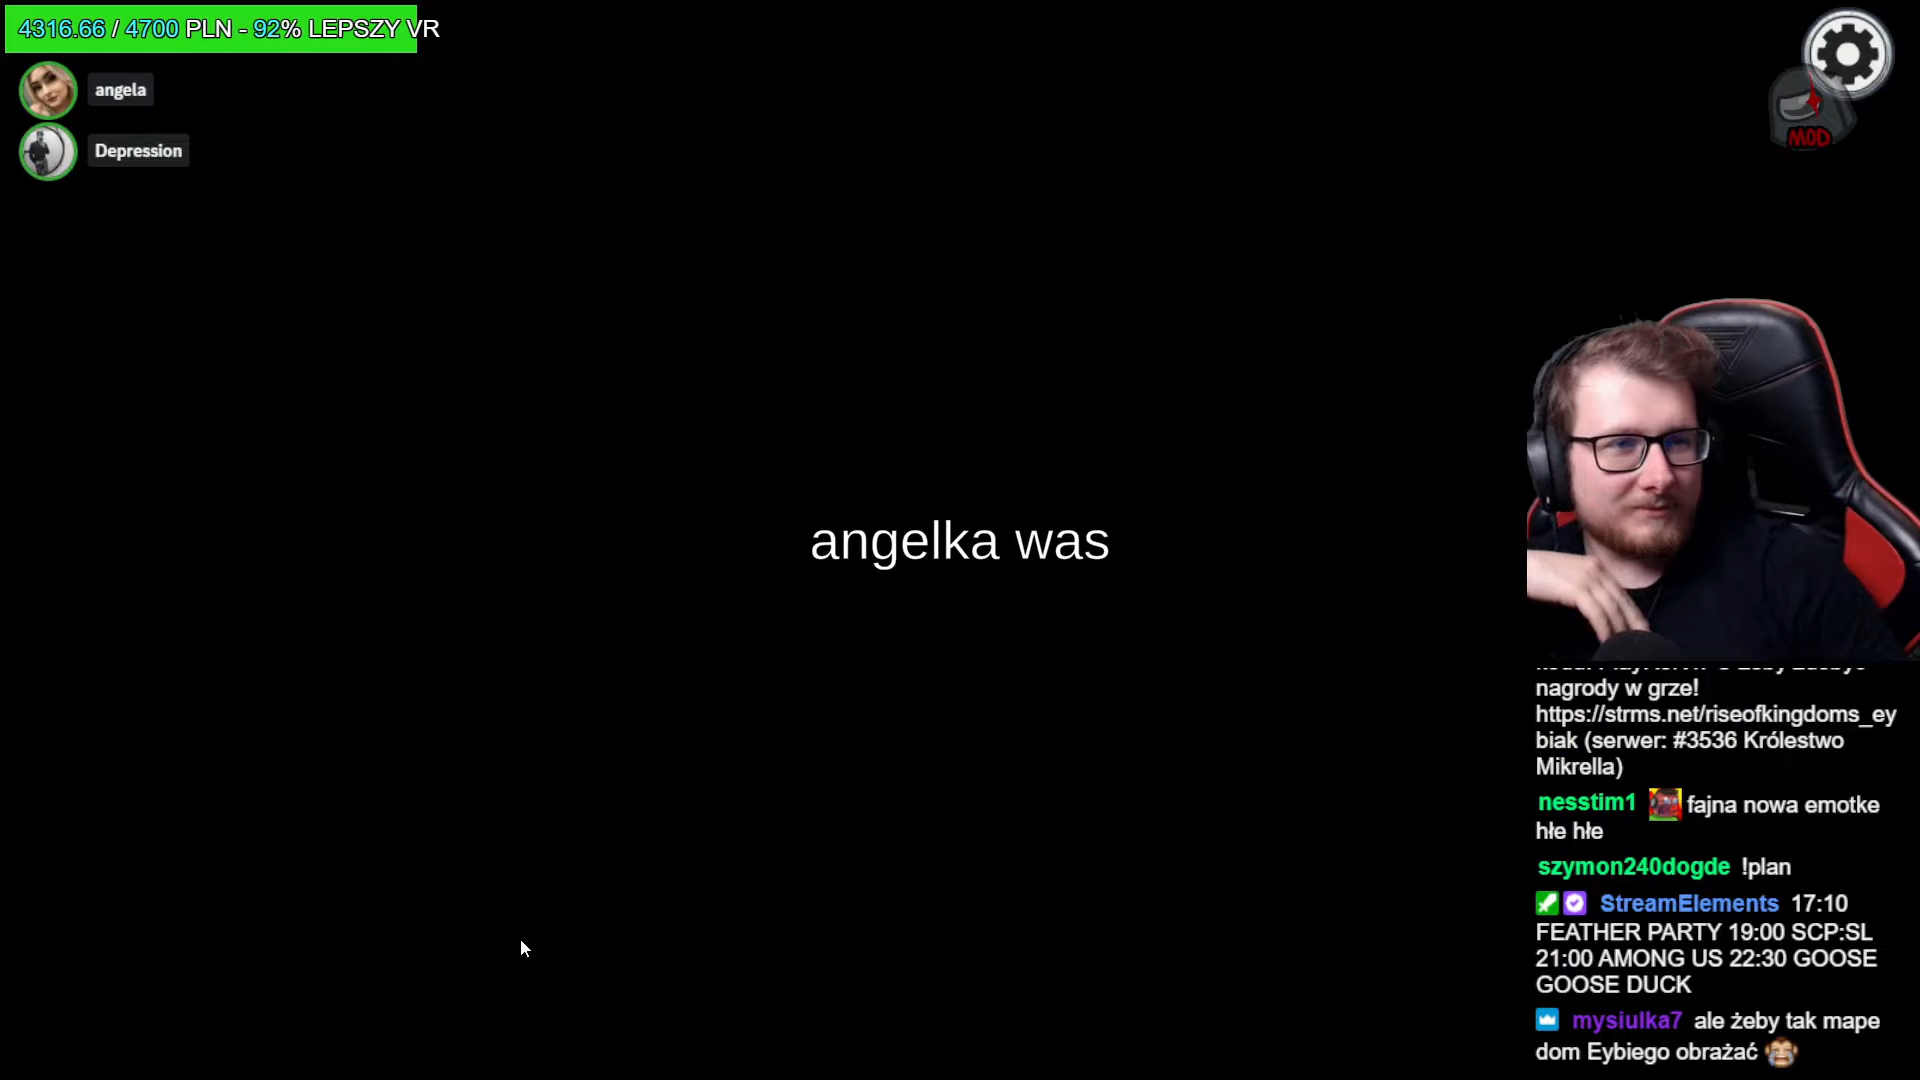 4316.66 / 4700 PLN - 92% LEPSZY VR
angela
Depression
MOD
angelka was
nagrody w grze!
https://strms.net/riseofkingdoms_ey
biak (serwer: #3536 Królestwo
Mikrella)
nesstim1 fajna nowa emotke
hłe hłe
szymon240dogde !plan
StreamElements 17:10
FEATHER PARTY 19:00 SCP:SL
21:00 AMONG US 22:30 GOOSE
GOOSE DUCK
mysiulka7 ale żeby tak mape
dom Eybiego obrażać